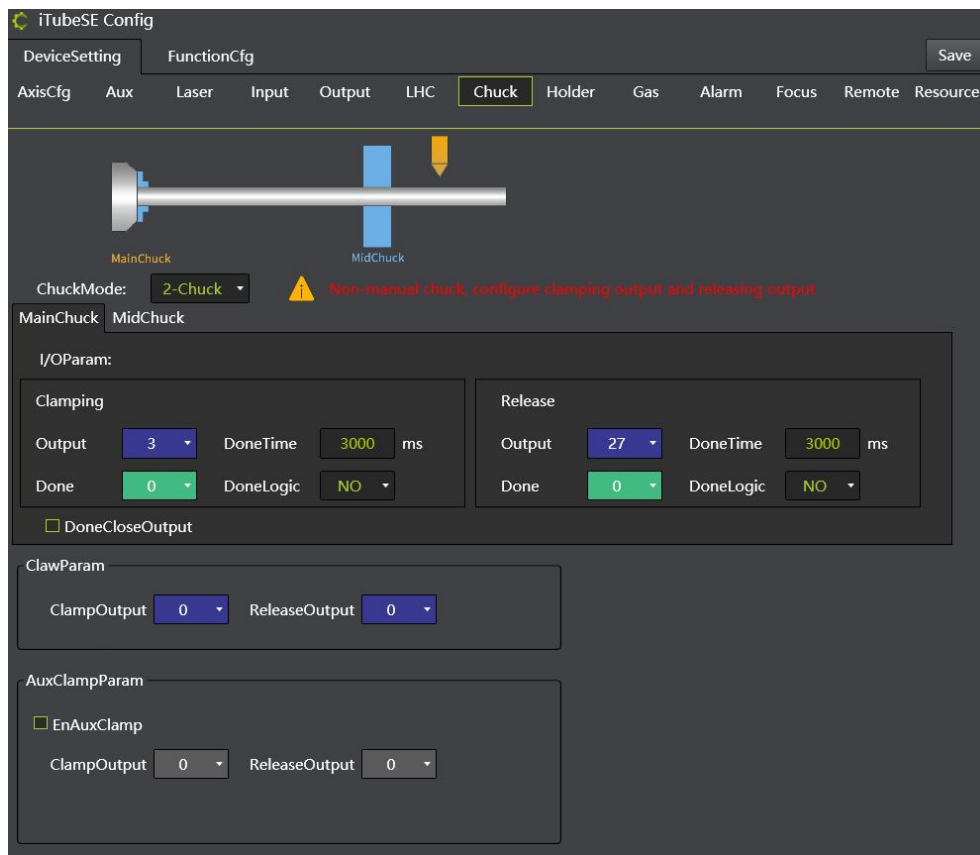 iTubeSE Config
DeviceSetting FunctionCfg Save
AxisCfg Aux Laser Input Output LHC Chuck Holder Gas Alarm Focus Remote Resource
MainChuck MidChuck
ChuckMode: 2-Chuck Non-manual chuck, configure clamping output and releasing output
MainChuck MidChuck
I/OParam:
Clamping Release
Output 3 DoneTime 3000 ms Output 27 DoneTime 3000 ms
Done 0 DoneLogic NO Done 0 DoneLogic NO
DoneCloseOutput
ClawParam
ClampOutput 0 ReleaseOutput 0
AuxClampParam
EnAuxClamp
ClampOutput 0 ReleaseOutput 0